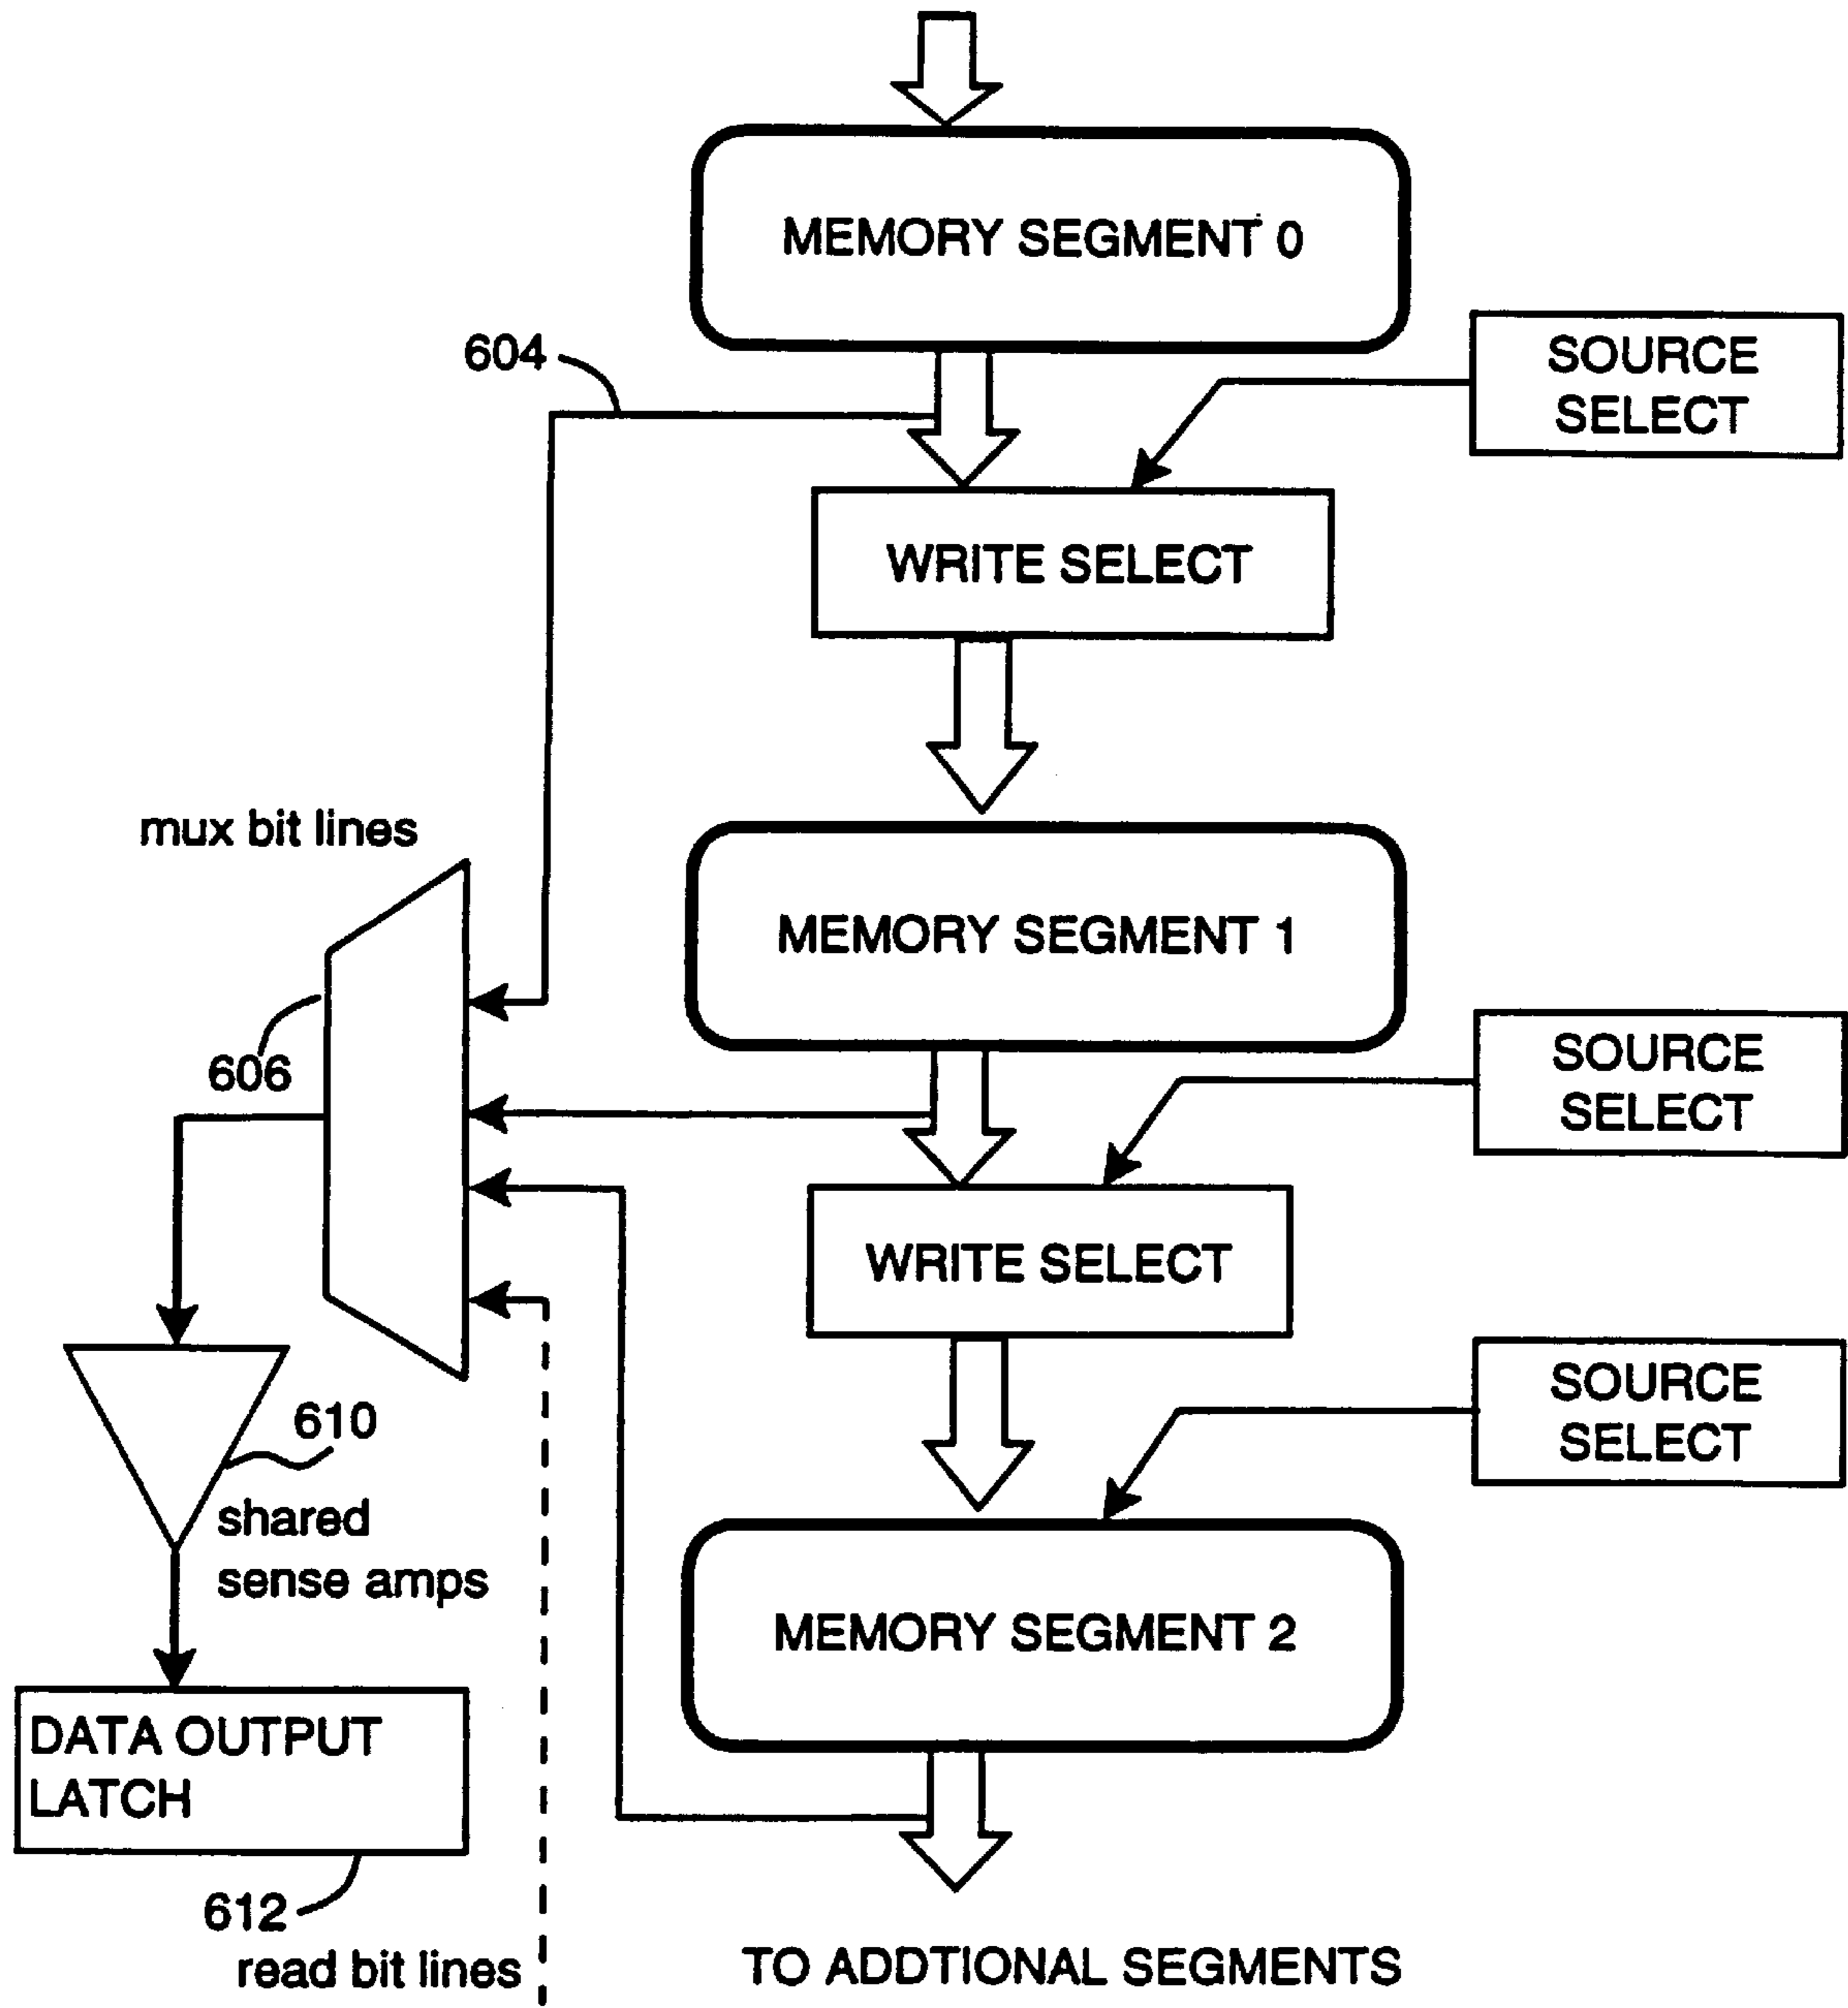 MEMORY SEGMENT 0
604
SOURCE
SELECT
WRITE SELECT
mux bit lines
MEMORY SEGMENT 1
606
SOURCE
SELECT
WRITE SELECT
SOURCE
SELECT
610
shared
sense amps
MEMORY SEGMENT 2
DATA OUTPUT
LATCH
612
read bit lines
TO ADDTIONAL SEGMENTS